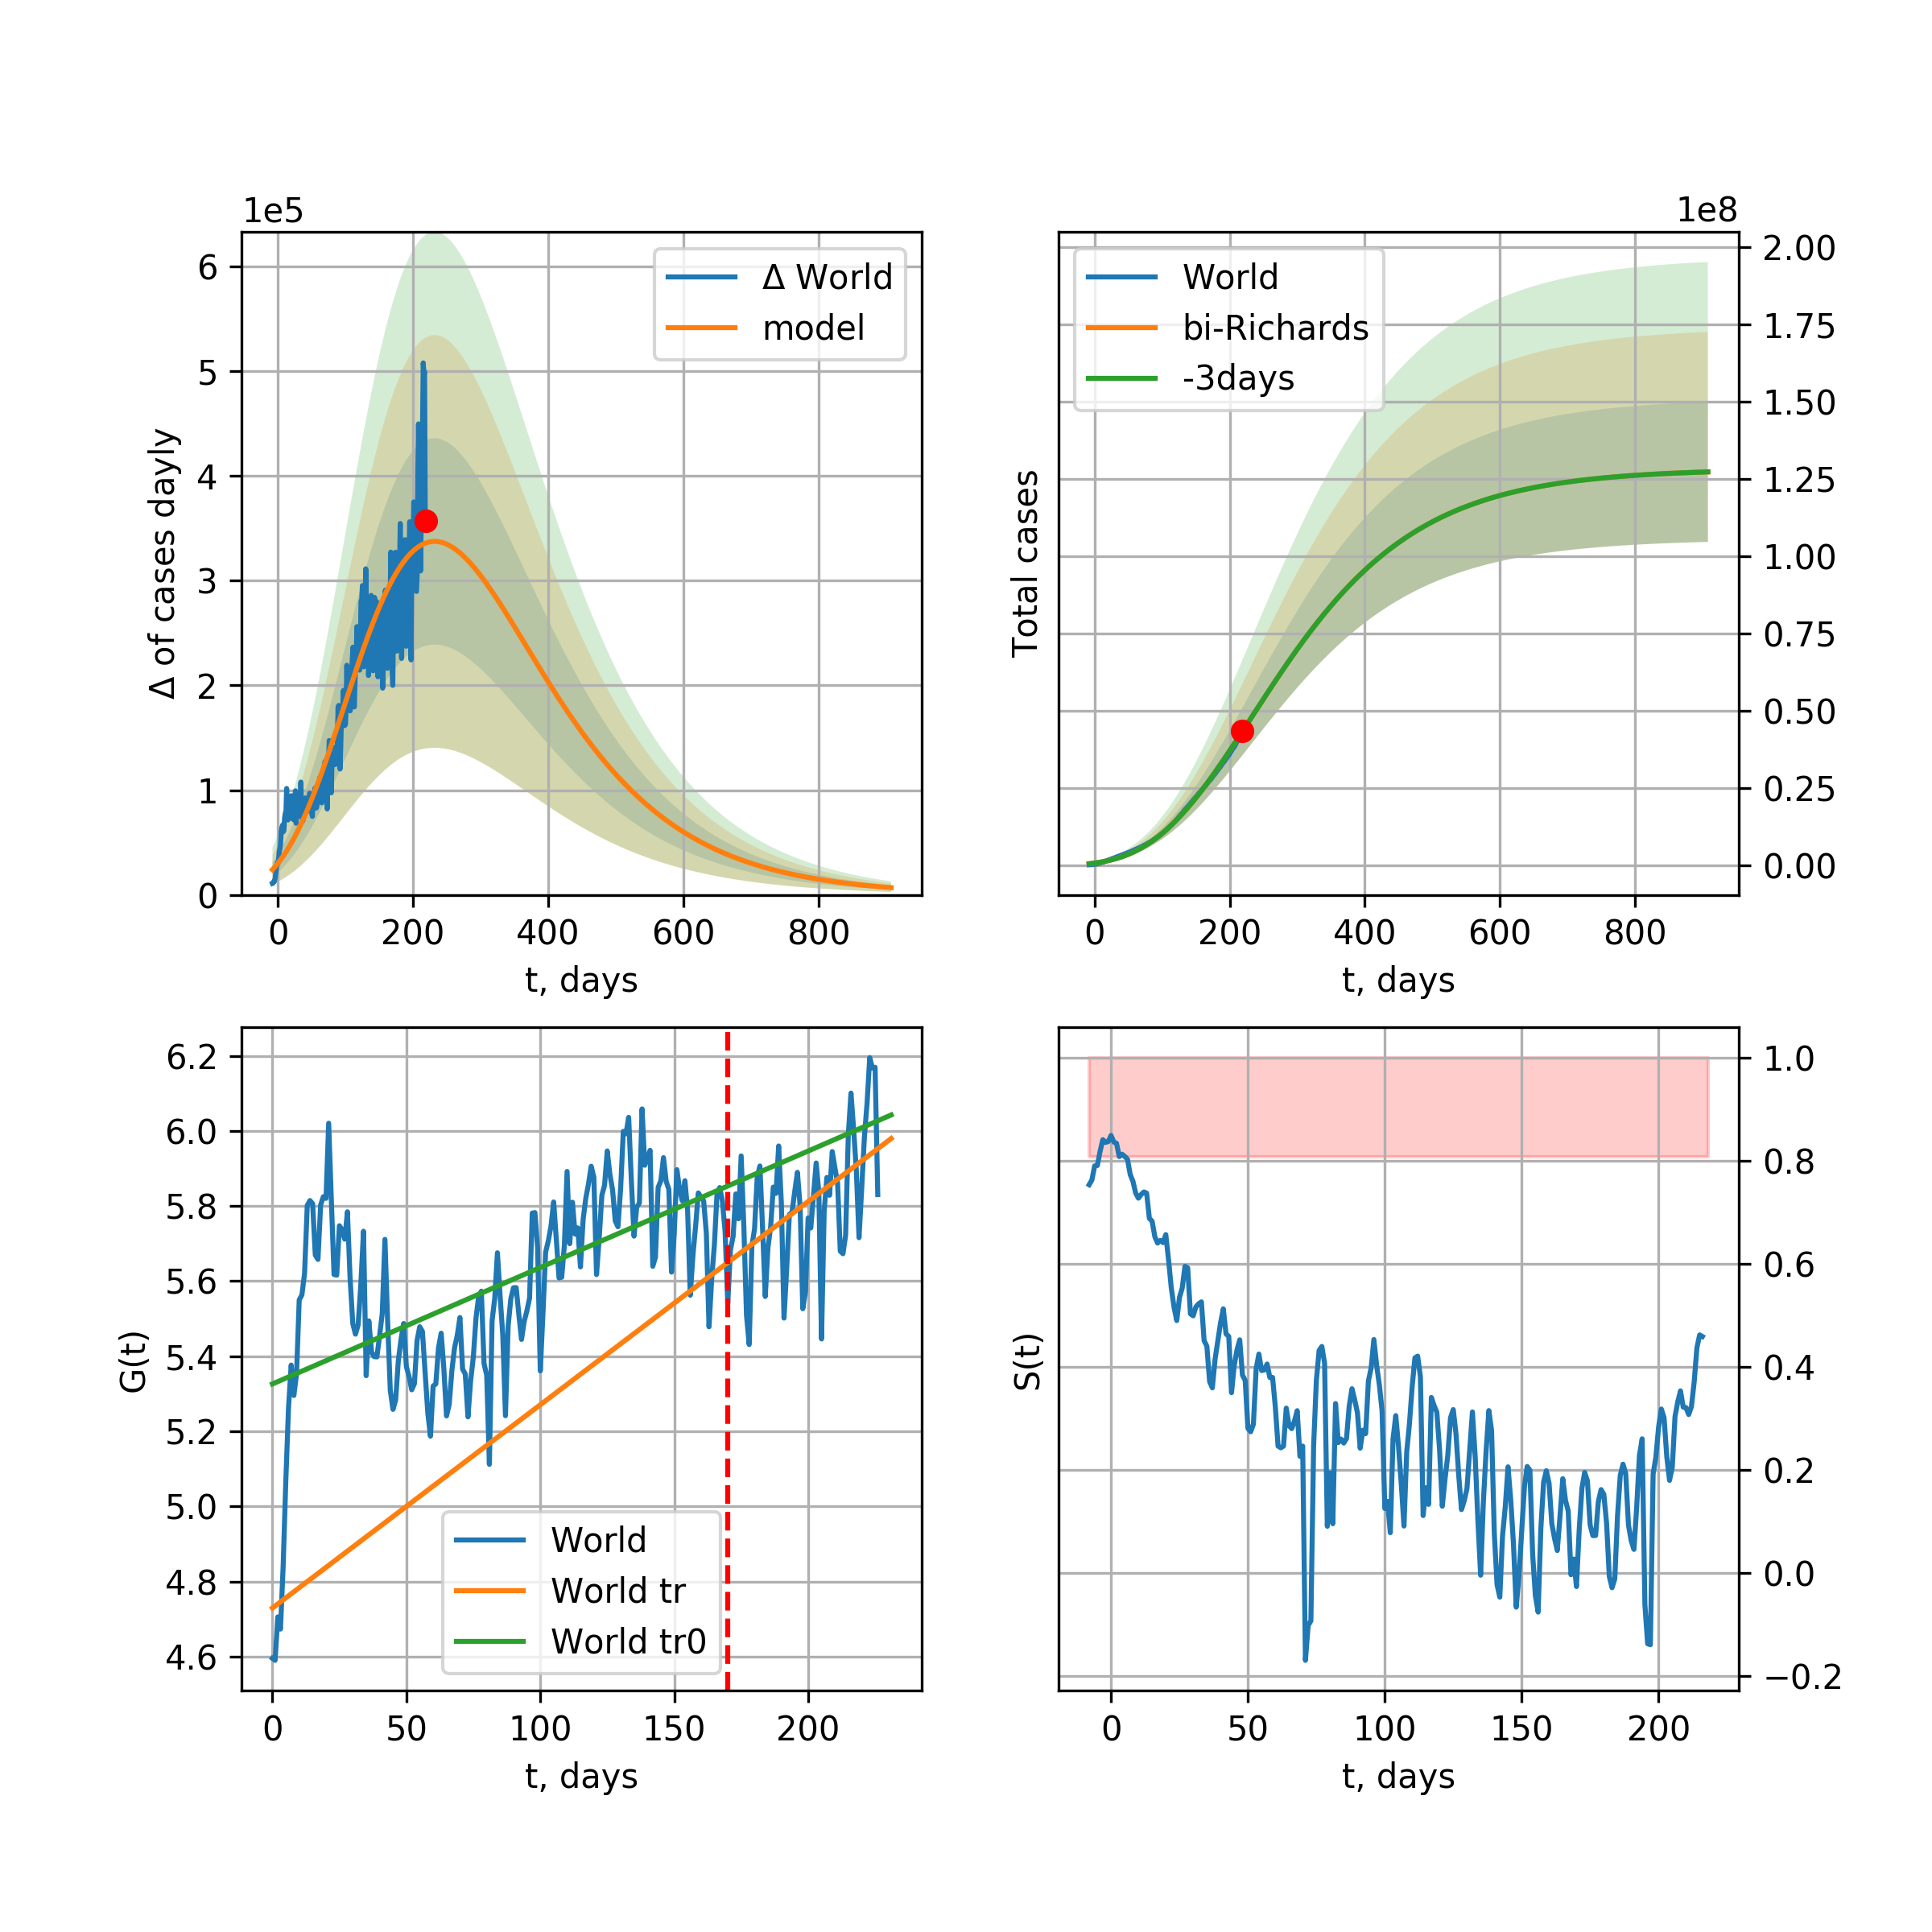 1e5
6
5
4
3
2
1
0
Δ of cases dayly
Δ World
model
0 200 400 600 800
t, days
1e8
World
bi-Richards
-3days
2.00
1.75
1.50
1.25
1.00
0.75
0.50
0.25
0.00
Total cases
0 200 400 600 800
t, days
6.2
6.0
5.8
5.6
5.4
5.2
5.0
4.8
4.6
G(t)
World
World tr
World tr0
0 50 100 150 200
t, days
1.0
0.8
0.6
0.4
0.2
0.0
−0.2
S(t)
0 50 100 150 200
t, days